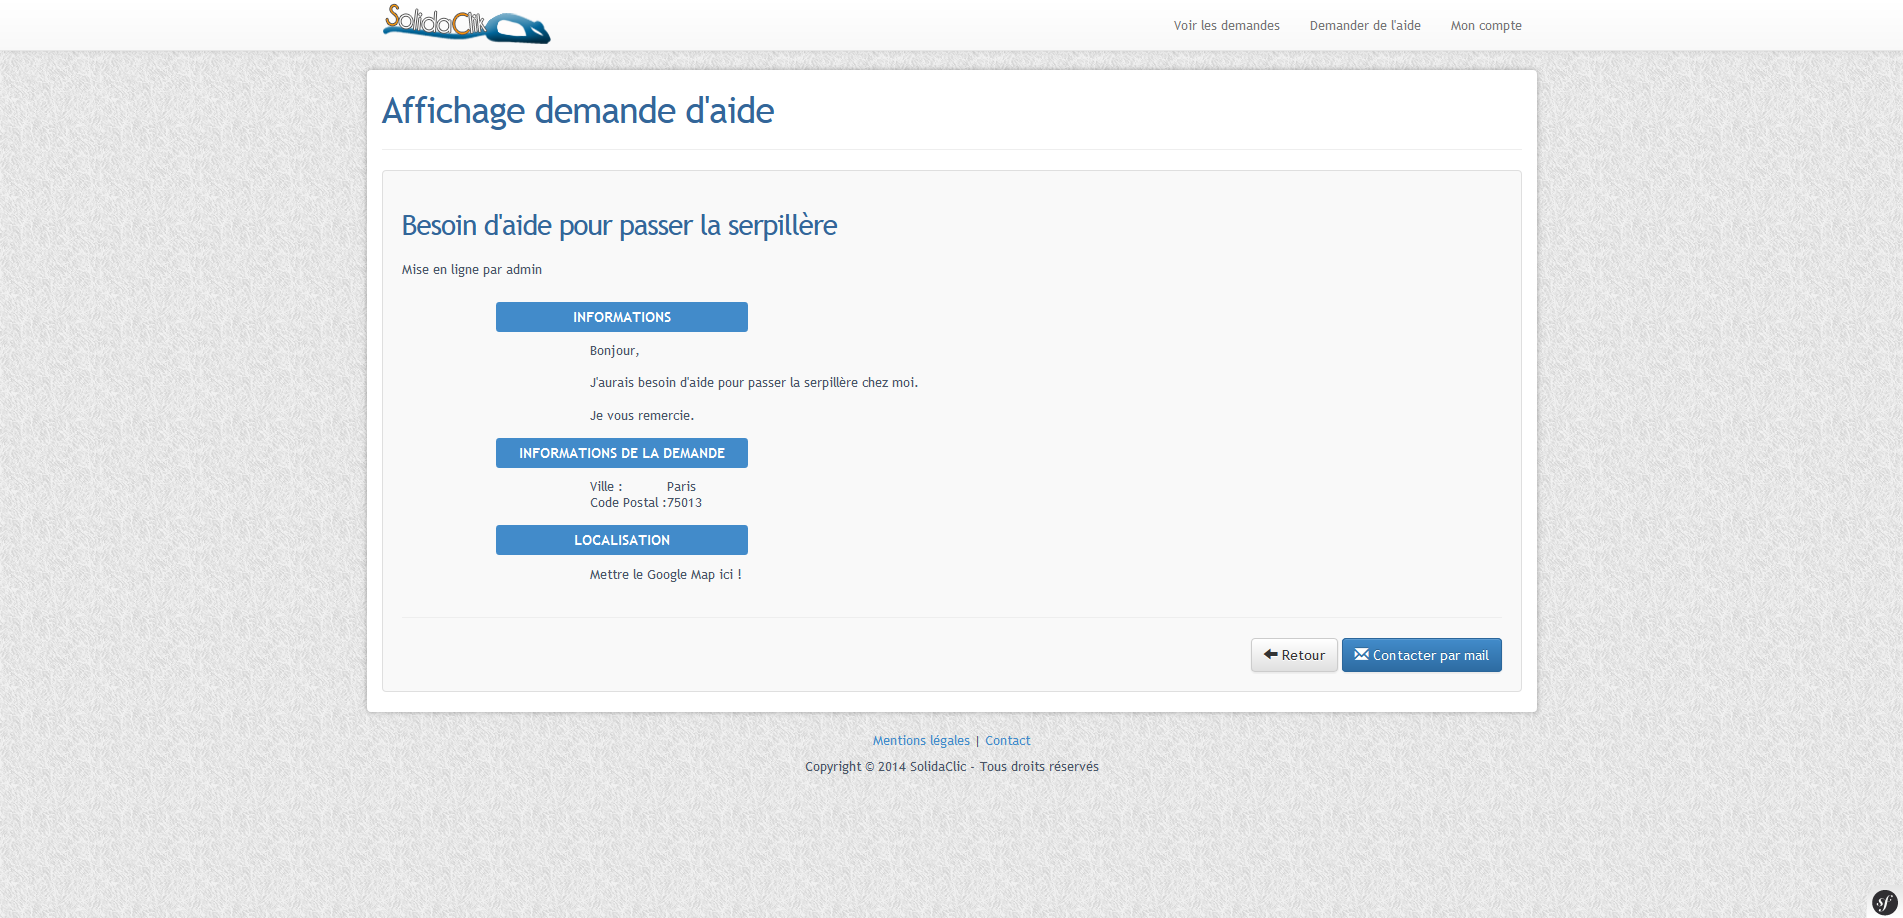 SolidaClik
Voir les demandes Demander de l'aide Mon compte
Affichage demande d'aide
Besoin d'aide pour passer la serpillère
Mise en ligne par admin
INFORMATIONS
Bonjour,
J'aurais besoin d'aide pour passer la serpillère chez moi.
Je vous remercie.
INFORMATIONS DE LA DEMANDE
Ville : Paris
Code Postal :75013
LOCALISATION
Mettre le Google Map ici !
Retour Contacter par mail
Mentions légales | Contact
Copyright © 2014 SolidaClic - Tous droits réservés
sf